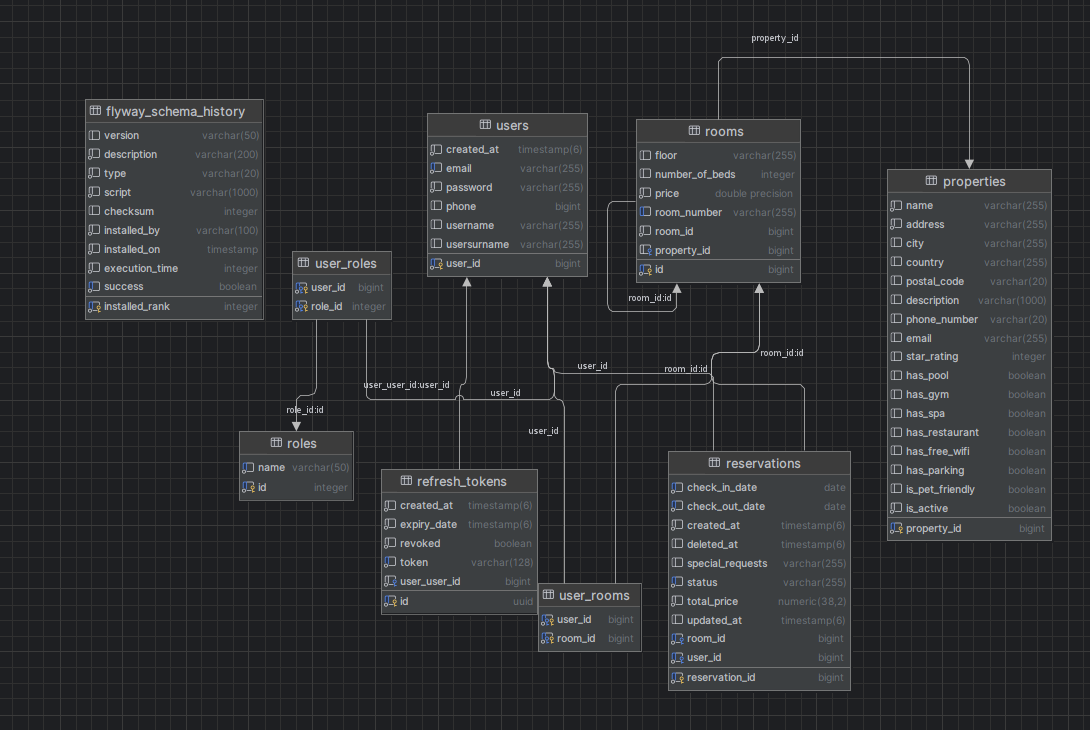 property_id
flyway_schema_history
version varchar(50)
description varchar(200)
type varchar(20)
script varchar(1000)
checksum integer
installed_by varchar(100)
installed_on timestamp
execution_time integer
success boolean
installed_rank integer
users
created_at timestamp(6)
email varchar(255)
password varchar(255)
phone bigint
username varchar(255)
usersurname varchar(255)
user_id bigint
rooms
floor varchar(255)
number_of_beds integer
price double precision
room_number varchar(255)
room_id bigint
property_id bigint
id bigint
properties
name varchar(255)
address varchar(255)
city varchar(255)
country varchar(255)
postal_code varchar(20)
description varchar(1000)
phone_number varchar(20)
email varchar(255)
star_rating integer
has_pool boolean
has_gym boolean
has_spa boolean
has_restaurant boolean
has_free_wifi boolean
has_parking boolean
is_pet_friendly boolean
is_active boolean
property_id bigint
user_roles
user_id bigint
role_id integer
room_id:id
room_id:id
user_id
room_id:id
user_user_id:user_id
user_id
role_id:id
user_id
roles
name varchar(50)
id integer
refresh_tokens
created_at timestamp(6)
expiry_date timestamp(6)
revoked boolean
token varchar(128)
user_user_id bigint
id uuid
user_rooms
user_id bigint
room_id bigint
reservations
check_in_date date
check_out_date date
created_at timestamp(6)
deleted_at timestamp(6)
special_requests varchar(255)
status varchar(255)
total_price numeric(38,2)
updated_at timestamp(6)
room_id bigint
user_id bigint
reservation_id bigint